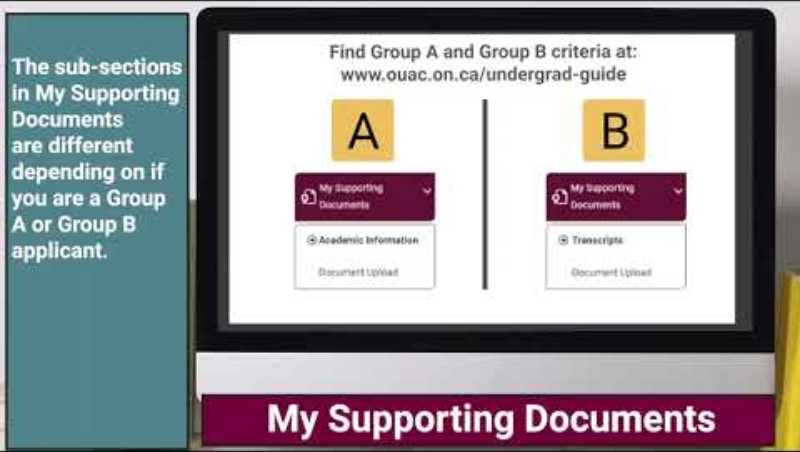 The sub-sections
in My Supporting
Documents
are different
depending on if
you are a Group
A or Group B
applicant.
Find Group A and Group B criteria at:
www.ouac.on.ca/undergrad-guide
A
My Supporting
Documents
Academic Information
Document Upload
B
My Supporting
Documents
Transcripts
Document Upload
My Supporting Documents